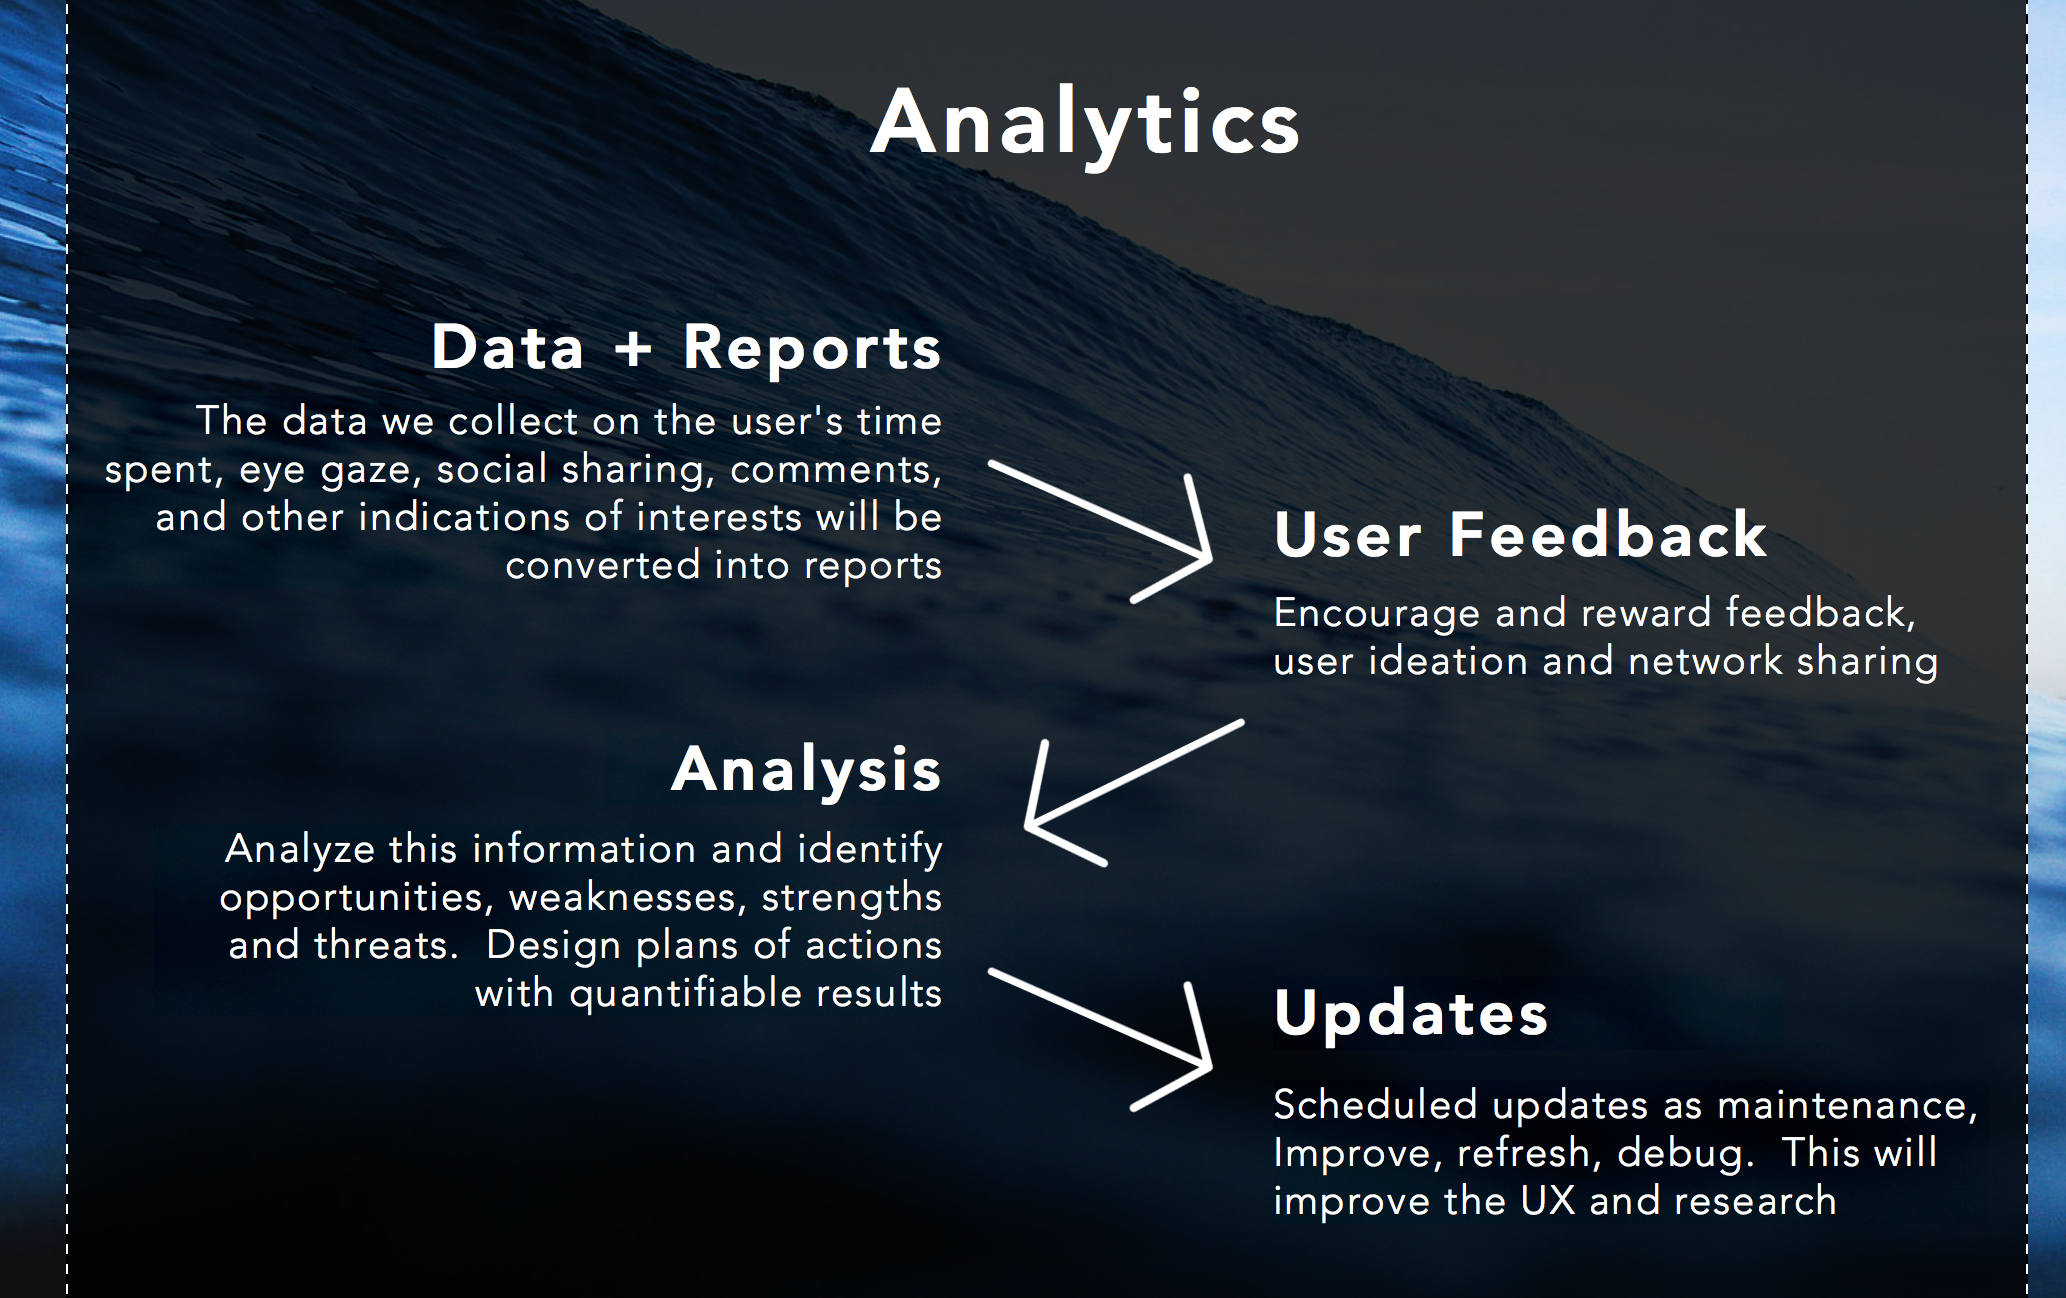 Analytics
Data + Reports
The data we collect on the user's time
spent, eye gaze, social sharing, comments,
and other indications of interests will be
converted into reports
User Feedback
Encourage and reward feedback,
user ideation and network sharing
Analysis
Analyze this information and identify
opportunities, weaknesses, strengths
and threats.  Design plans of actions
with quantifiable results
Updates
Scheduled updates as maintenance,
Improve, refresh, debug.  This will
improve the UX and research